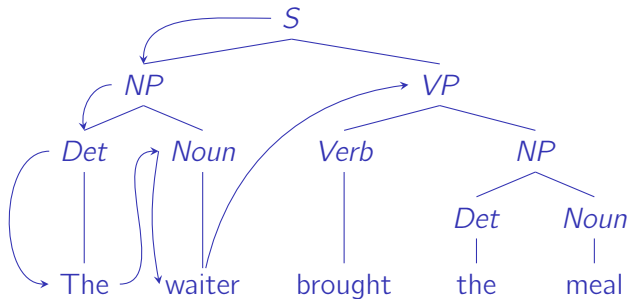 S
NP VP
Det Noun Verb NP
Det Noun
The waiter brought the meal